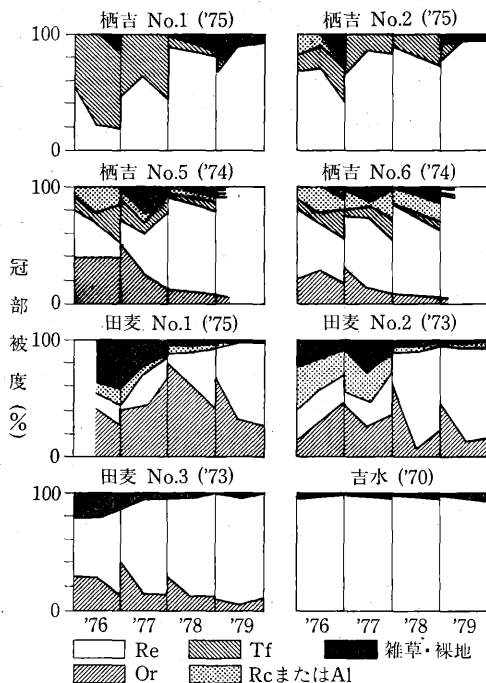 栖吉 No.1 ('75)
栖吉 No.2 ('75)
100
0
栖吉 No.5 ('74)
栖吉 No.6 ('74)
100
0
田麦 No.1 ('75)
田麦 No.2 ('73)
100
0
田麦 No.3 ('73)
吉水 ('70)
100
0
冠部被度(%)
'76 '77 '78 '79
'76 '77 '78 '79
Re
Tf
雑草・裸地
Or
RcまたはAl